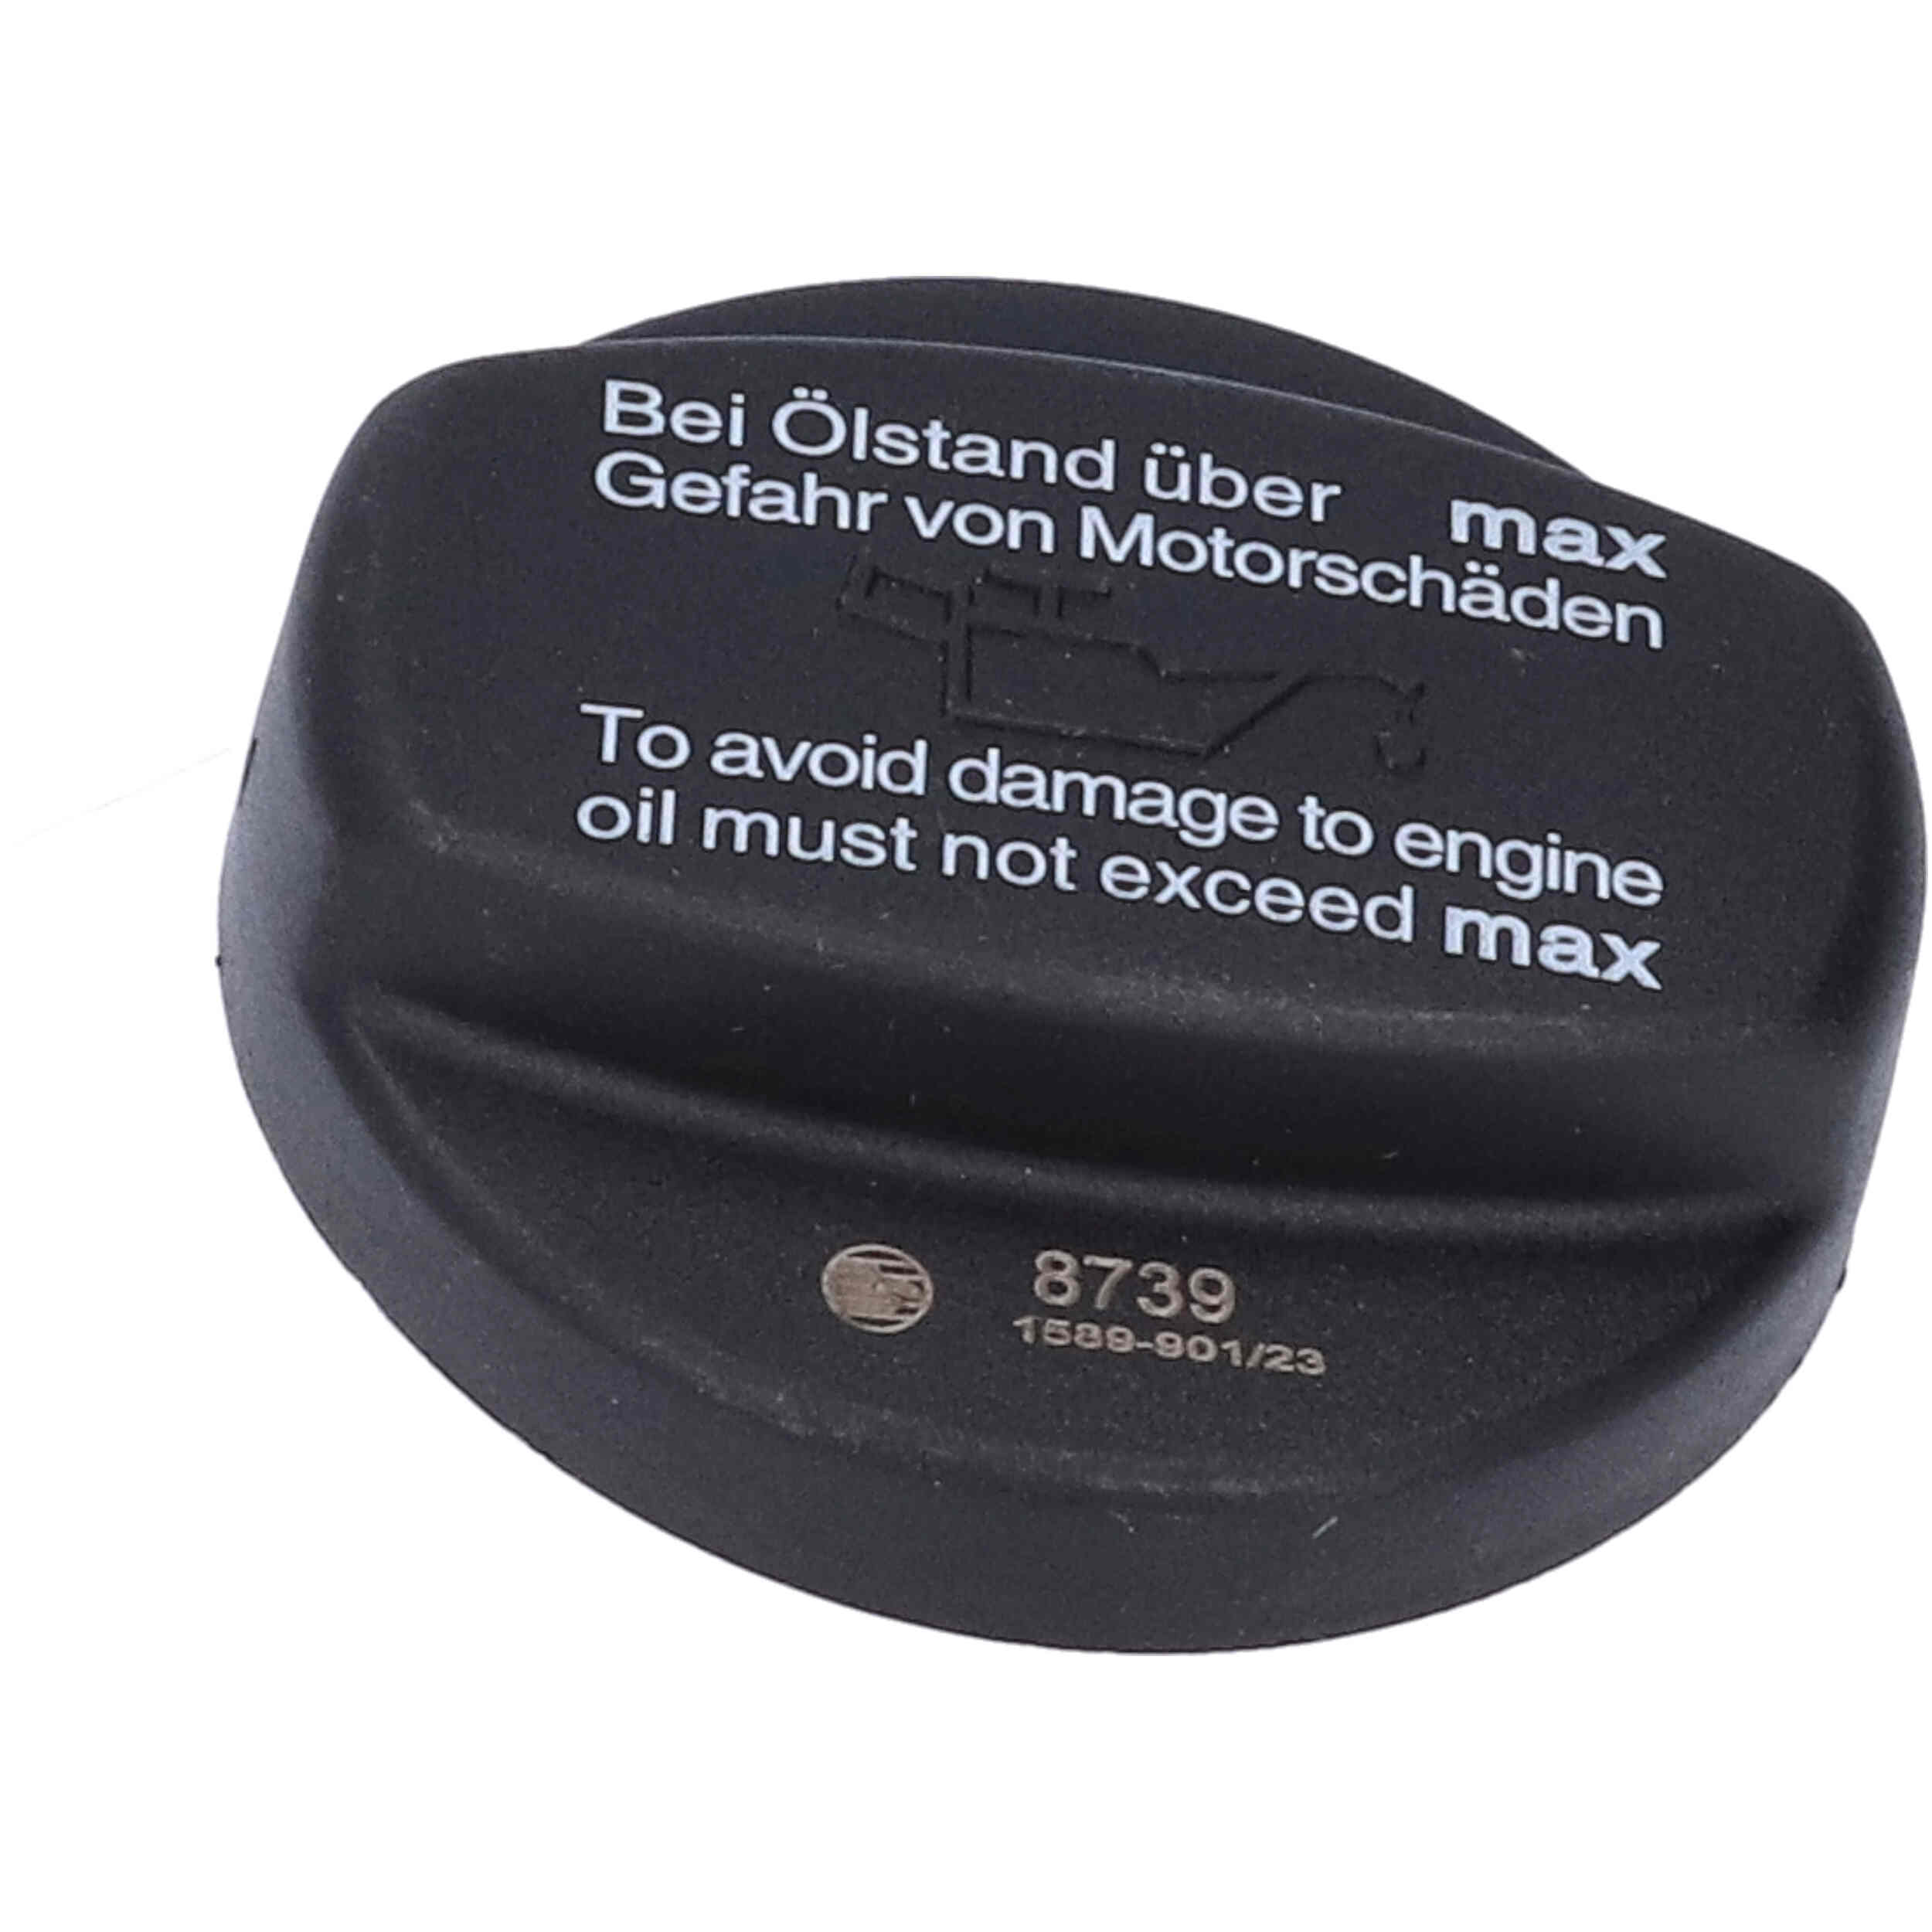 Bei Ölstand über max
Gefahr von Motorschäden
To avoid damage to engine
oil must not exceed max
8739
1589-901/23